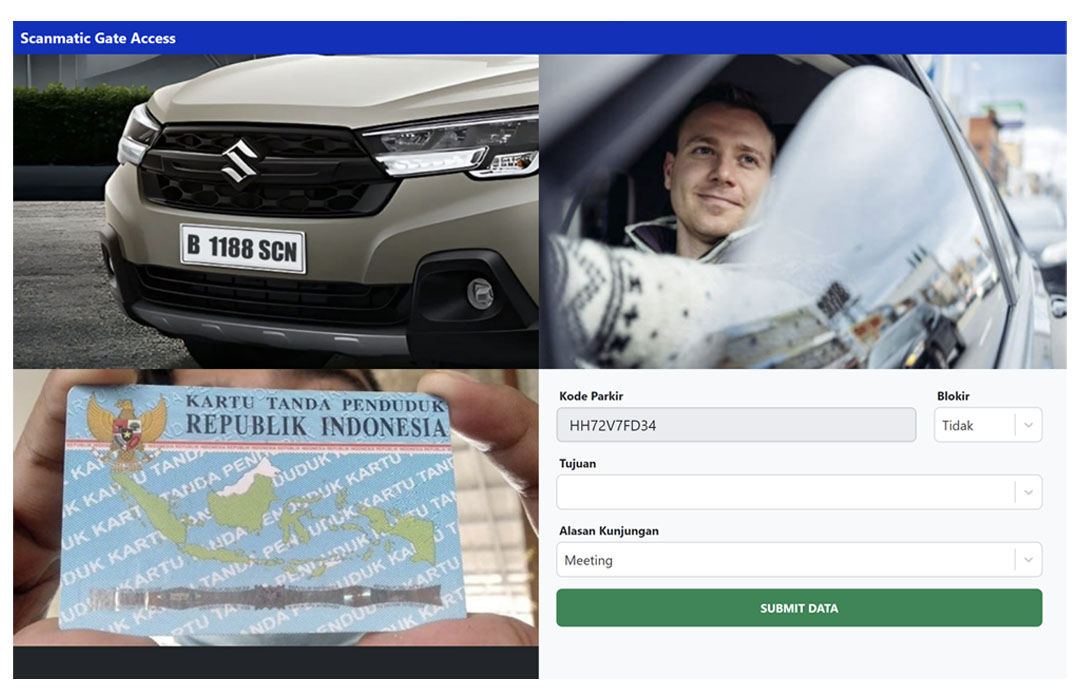 Scanmatic Gate Access
B 1188 SCN
KARTU TANDA PENDUDUK
REPUBLIK INDONESIA
Kode Parkir
Blokir
HH72V7FD34
Tidak
Tujuan
Alasan Kunjungan
Meeting
SUBMIT DATA